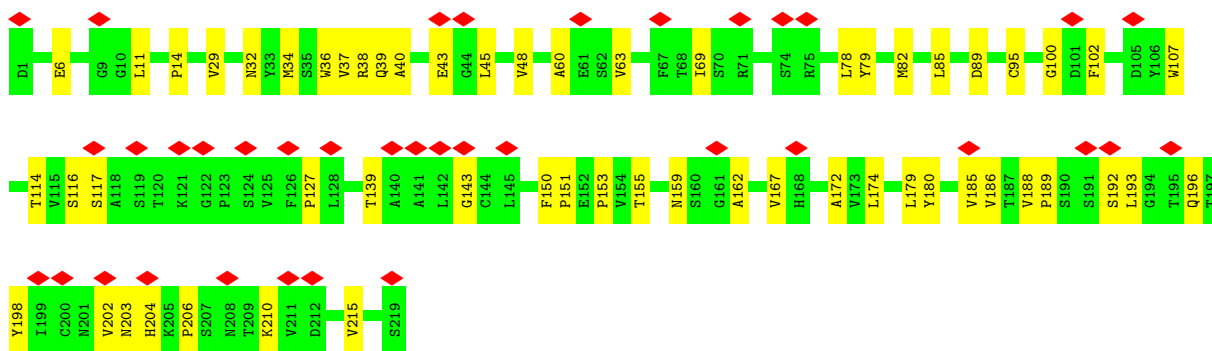 D1 E6 G9 G10 L11 P14 V29 N32 Y33 M34 S35 W36 V37 R38 Q39 A40 E43 G44 L45 V48 A60 E61 S62 V63 F67 T68 I69 S70 R71 S74 R75 L78 Y79 M82 L85 D89 C95 G100 D101 F102 D105 Y106 W107
T114 V115 S116 S117 A118 S119 T120 K121 G122 P123 S124 V125 F126 P127 L128 T139 A140 A141 L142 G143 C144 L145 F150 P151 E152 P153 V154 T155 N159 S160 G161 A162 V167 H168 A172 V173 L174 L179 Y180 V185 V186 T187 V188 P189 S190 S191 S192 L193 G194 T195 Q196 T197
Y198 I199 C200 N201 V202 N203 H204 K205 P206 S207 N208 T209 K210 V211 D212 V215 S219